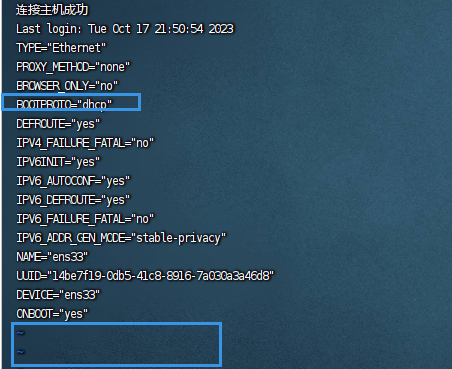 连接主机成功
Last login: Tue Oct 17 21:50:54 2023
TYPE="Ethernet"
PROXY_METHOD="none"
BROWSER_ONLY="no"
BOOTPROTO="dhcp"
DEFROUTE="yes"
IPV4_FAILURE_FATAL="no"
IPV6INIT="yes"
IPV6_AUTOCONF="yes"
IPV6_DEFROUTE="yes"
IPV6_FAILURE_FATAL="no"
IPV6_ADDR_GEN_MODE="stable-privacy"
NAME="ens33"
UUID="14be7f19-0db5-41c8-8916-7a030a3a46d8"
DEVICE="ens33"
ONBOOT="yes"
~
~